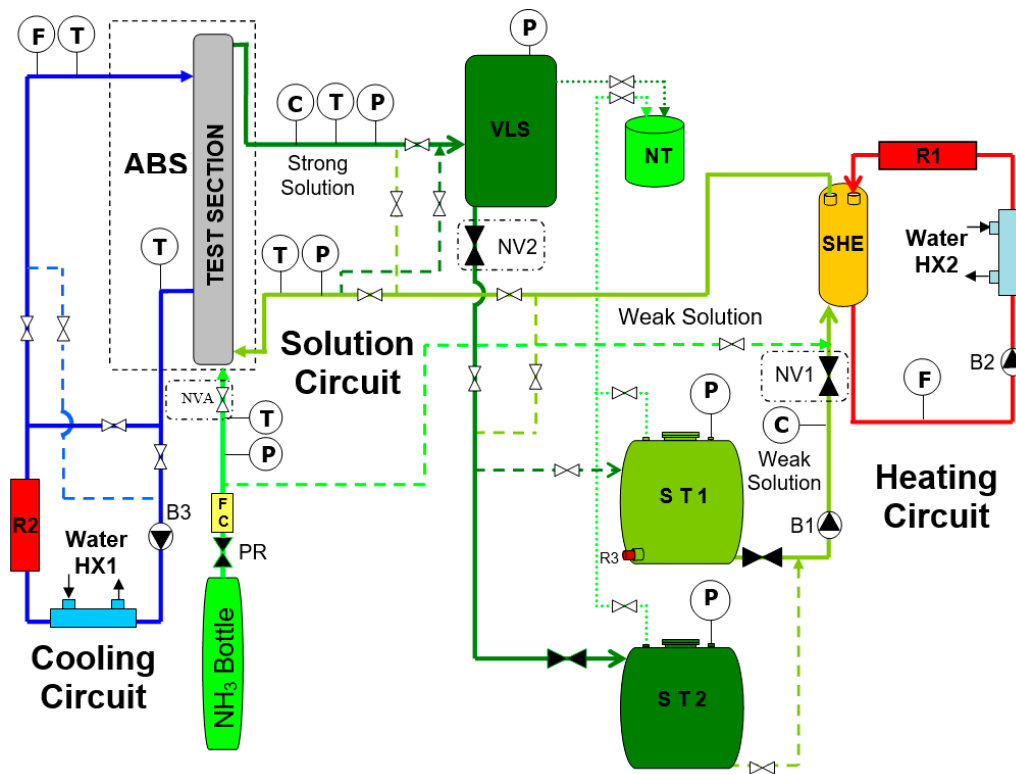 F
T
P
C
T
P
VLS
NT
R1
ABS
TEST SECTION
Strong
Solution
T
T
P
NV2
SHE
Water
HX2
Solution
Circuit
Weak Solution
NVA
T
P
P
NV1
C
F
B2
Weak
Solution
Heating
Circuit
R2
B3
F
C
PR
S T 1
R3
B1
Water
HX1
NH3 Bottle
P
S T 2
Cooling
Circuit